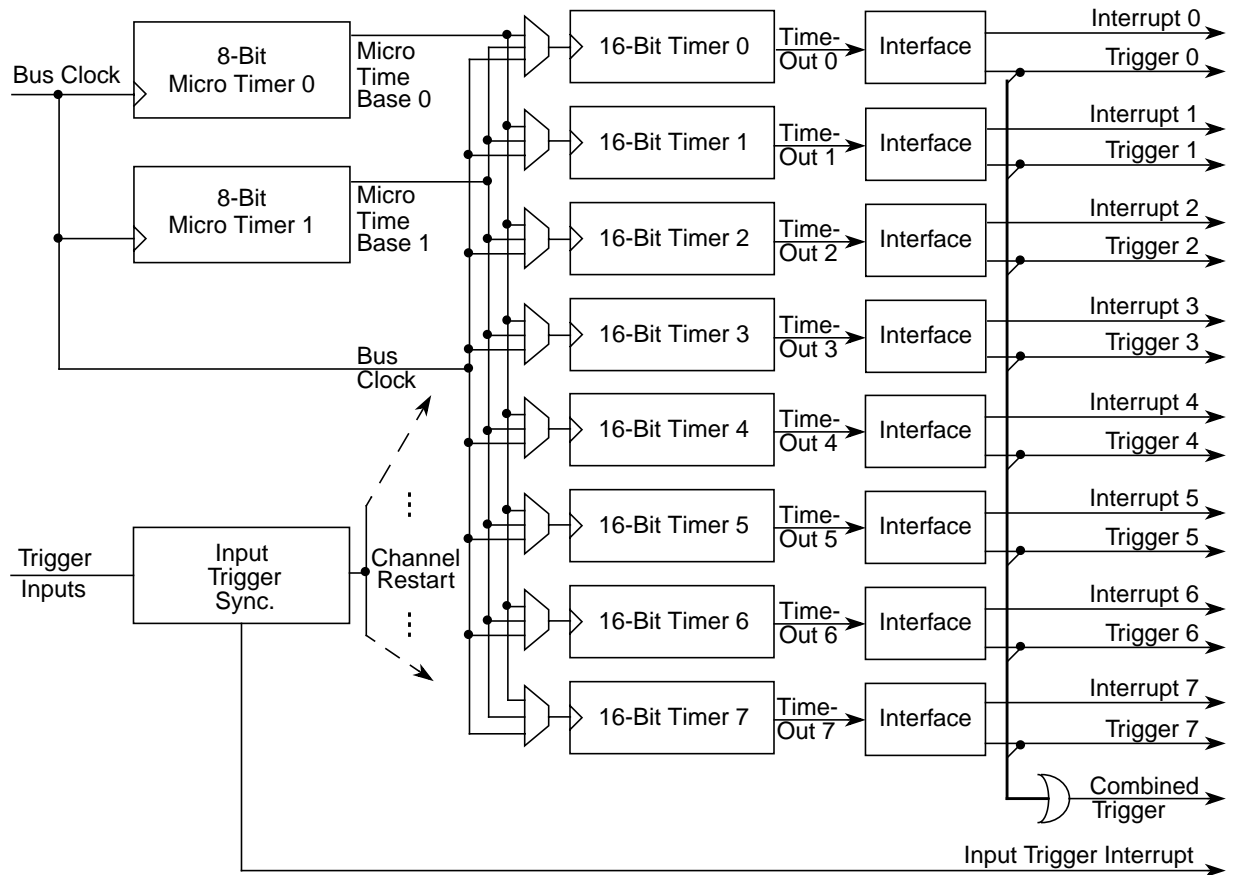 8-Bit
Micro Timer 0
Bus Clock
Micro
Time
Base 0
16-Bit Timer 0
Time-
Out 0
Interface
Interrupt 0
Trigger 0
16-Bit Timer 1
Time-
Out 1
Interface
Interrupt 1
Trigger 1
8-Bit
Micro Timer 1
Micro
Time
Base 1
16-Bit Timer 2
Time-
Out 2
Interface
Interrupt 2
Trigger 2
16-Bit Timer 3
Time-
Out 3
Interface
Interrupt 3
Trigger 3
Bus
Clock
16-Bit Timer 4
Time-
Out 4
Interface
Interrupt 4
Trigger 4
16-Bit Timer 5
Time-
Out 5
Interface
Interrupt 5
Trigger 5
Trigger
Inputs
Input
Trigger
Sync.
Channel
Restart
16-Bit Timer 6
Time-
Out 6
Interface
Interrupt 6
Trigger 6
16-Bit Timer 7
Time-
Out 7
Interface
Interrupt 7
Trigger 7
Combined
Trigger
Input Trigger Interrupt